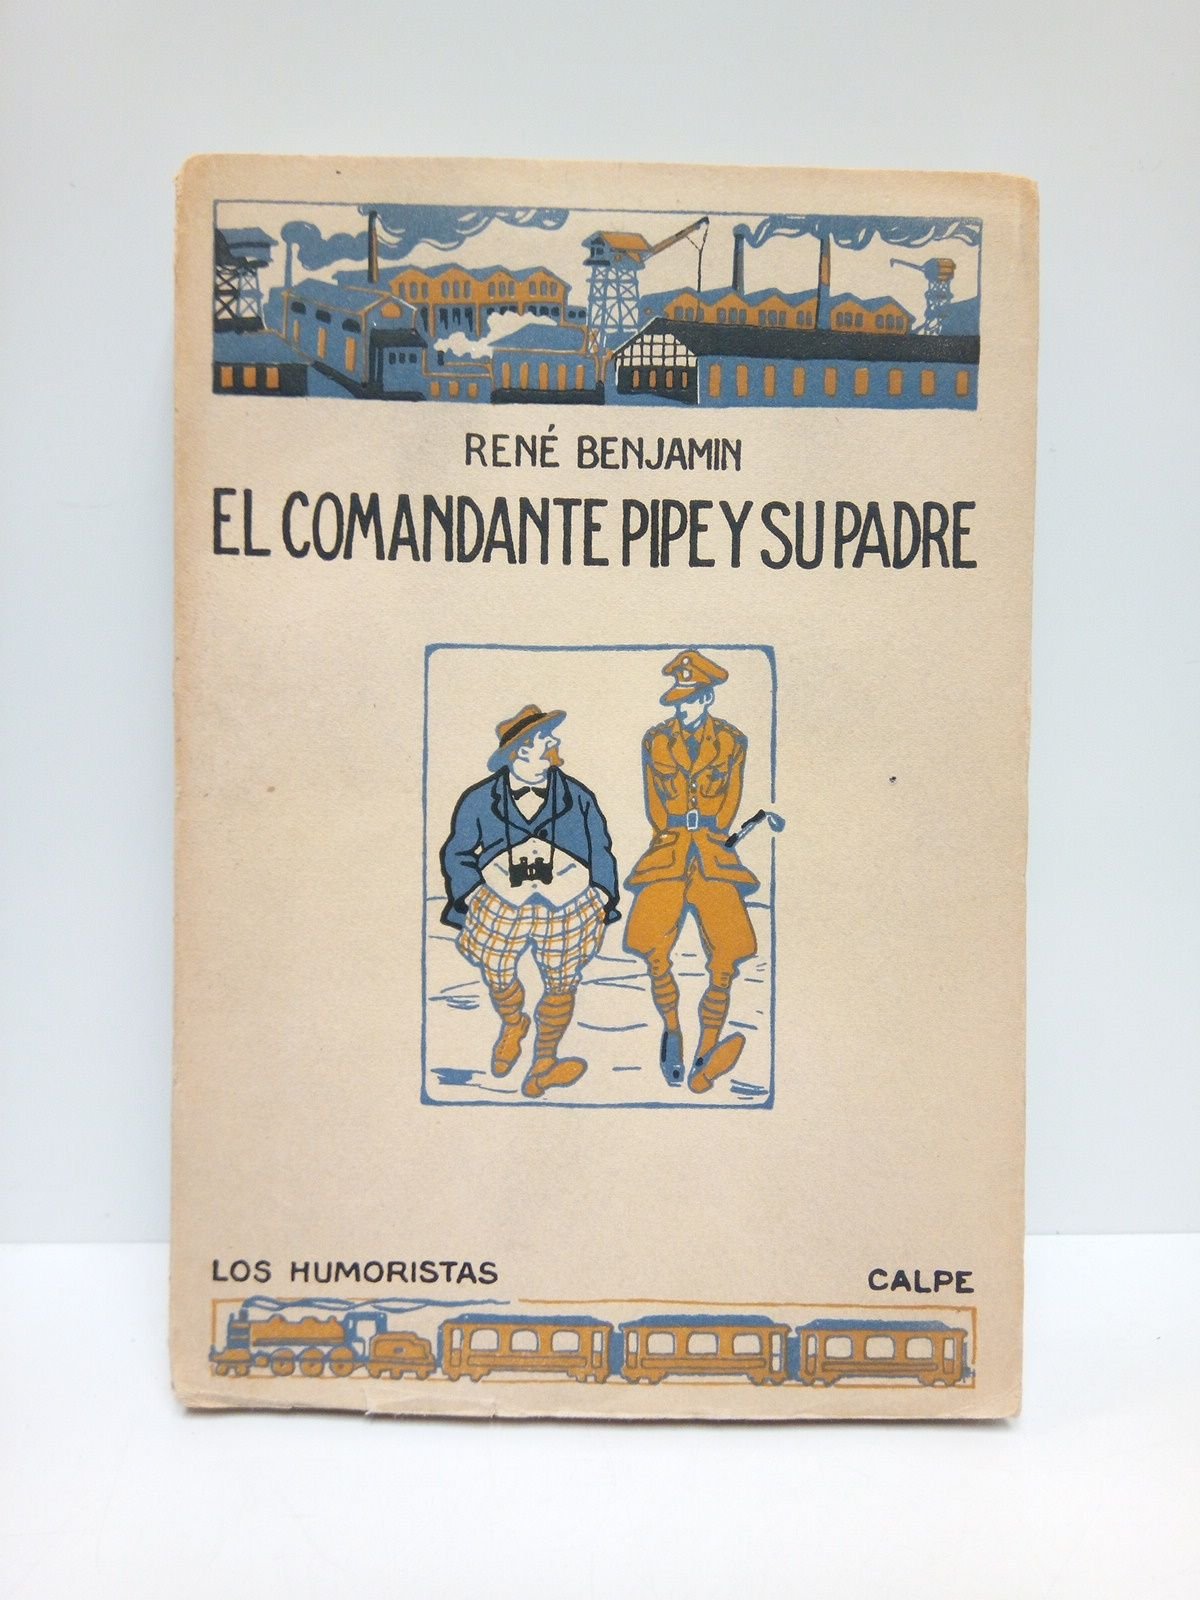 RENÉ BENJAMIN
EL COMANDANTE PIPE Y SU PADRE
LOS HUMORISTAS
CALPE